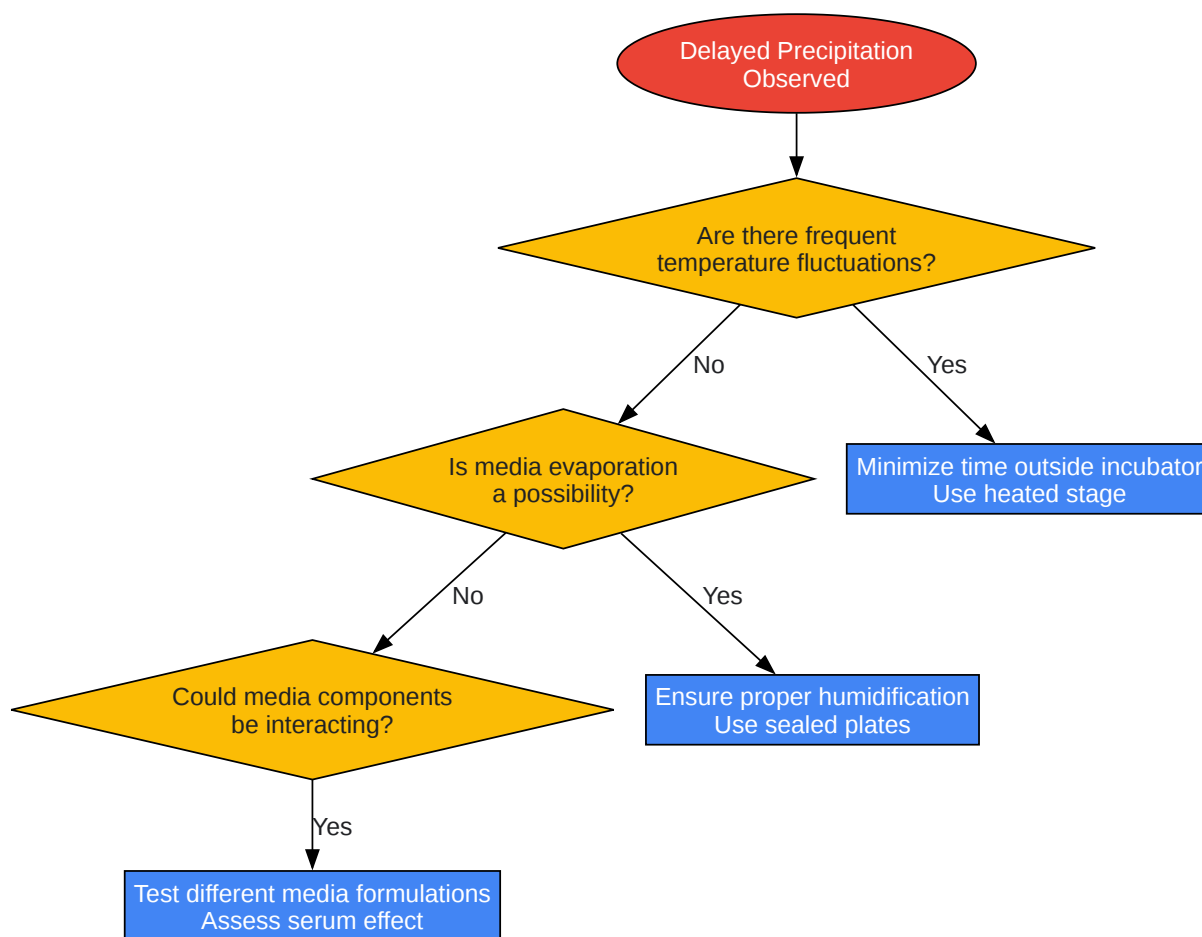 Delayed Precipitation
Observed
Are there frequent
temperature fluctuations?
No
Yes
Is media evaporation
a possibility?
Minimize time outside incubator
Use heated stage
No
Yes
Could media components
be interacting?
Ensure proper humidification
Use sealed plates
Yes
Test different media formulations
Assess serum effect